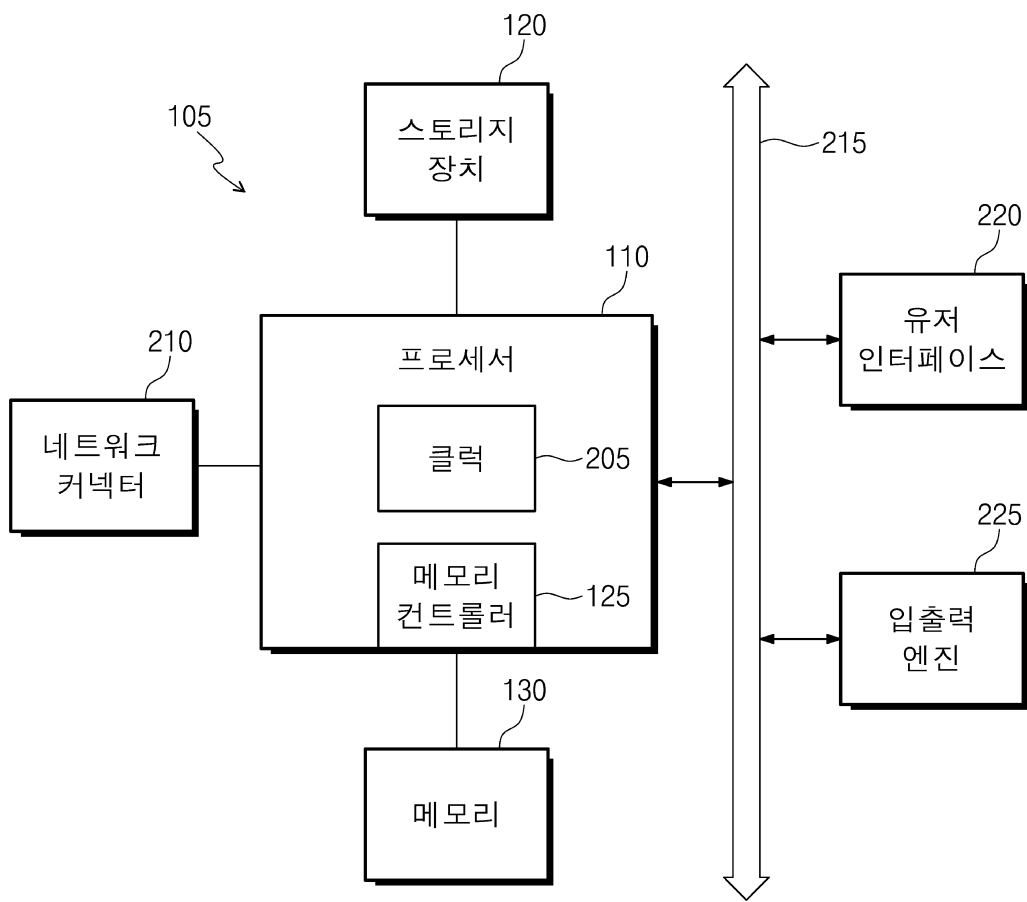 120
105
스토리지
장치
215
220
110
210
프로세서
유저
인터페이스
네트워크
커넥터
클럭
205
225
메모리
컨트롤러
125
입출력
엔진
130
메모리